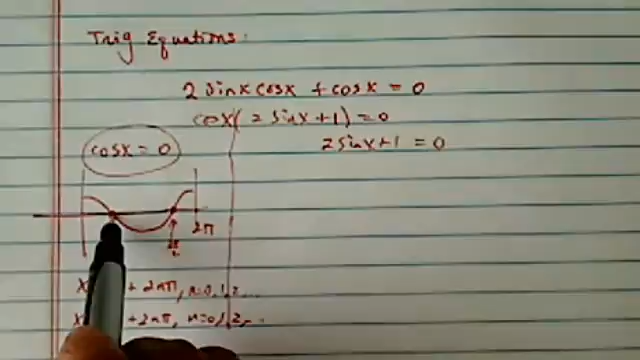 Trig Equations:
2 sinx cosx + cosx = 0
cosx( 2 sinx + 1) = 0
cosx = 0
2 sinx + 1 = 0
2π
x + 2nπ, n=0,1,2,...
x + 2nπ, n=0,1,2,..